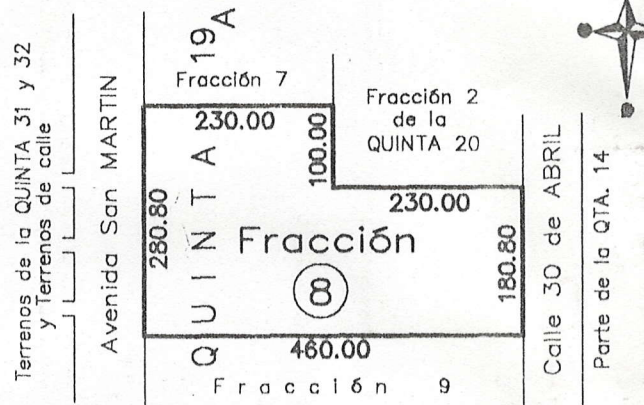 Terrenos de la QUINTA 31 y 32
y Terrenos de calle
Avenida San MARTIN
QUINTA 19
A
Fracción 7
Fracción 2
de la
QUINTA 20
230.00
100.00
230.00
280.80
Fracción
8
180.80
460.00
Fracción 9
Calle 30 de ABRIL
Parte de la QTA. 14